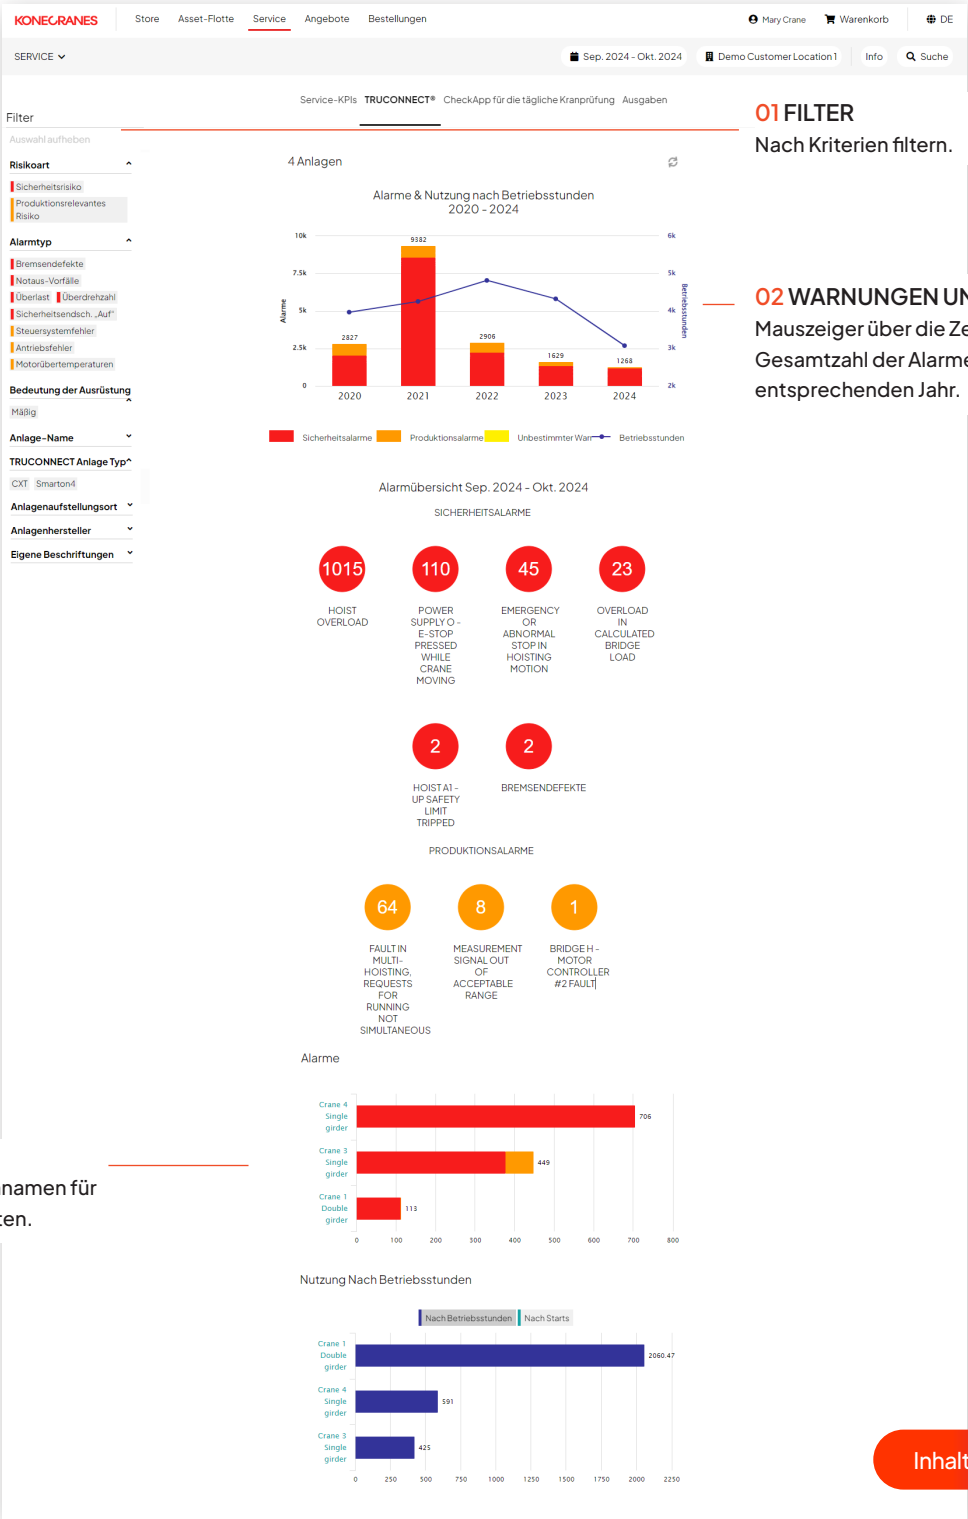 KONECRANES
Store Asset-Flotte Service Angebote Bestellungen
Mary Crane Warenkorb DE
SERVICE
Sep. 2024 - Okt. 2024 Demo Customer Location 1 Info Suche
Service-KPIs TRUCONNECT® CheckApp für die tägliche Kranprüfung Ausgaben
Filter
Auswahl aufheben
Risikoart
Sicherheitsrisiko
Produktionsrelevantes
Risiko
Alarmtyp
Bremsendefekte
Notaus-Vorfälle
Überlast Überdrehzahl
Sicherheitsendsch. „Auf"
Steuersystemfehler
Antriebsfehler
Motorübertemperaturen
Bedeutung der Ausrüstung
Mäßig
Anlage-Name
TRUCONNECT Anlage Typ
CXT Smarton4
Anlagenaufstellungsort
Anlagenhersteller
Eigene Beschriftungen
01 FILTER
Nach Kriterien filtern.
4 Anlagen
Alarme & Nutzung nach Betriebsstunden
2020 - 2024
10k 9382 6k
7.5k 5k
5k 4k
2827 2906
2.5k 3k
1629 1268
0 2k
Alarme
Betriebsstunden
2020 2021 2022 2023 2024
Sicherheitsalarme Produktionsalarme Unbestimmter Warn Betriebsstunden
02 WARNUNGEN UN
Mauszeiger über die Ze
Gesamtzahl der Alarme
entsprechenden Jahr.
Alarmübersicht Sep. 2024 - Okt. 2024
SICHERHEITSALARME
1015
HOIST
OVERLOAD
110
POWER
SUPPLY O -
E-STOP
PRESSED
WHILE
CRANE
MOVING
45
EMERGENCY
OR
ABNORMAL
STOP IN
HOISTING
MOTION
23
OVERLOAD
IN
CALCULATED
BRIDGE
LOAD
2
HOIST A1 -
UP SAFETY
LIMIT
TRIPPED
2
BREMSENDEFEKTE
PRODUKTIONSALARME
64
FAULT IN
MULTI-
HOISTING,
REQUESTS
FOR
RUNNING
NOT
SIMULTANEOUS
8
MEASUREMENT
SIGNAL OUT
OF
ACCEPTABLE
RANGE
1
BRIDGE H -
MOTOR
CONTROLLER
#2 FAULT
Alarme
Crane 4
Single
girder
706
Crane 3
Single
girder
449
Crane 1
Double
girder
113
0 100 200 300 400 500 600 700 800
nnamen für
ten.
Nutzung Nach Betriebsstunden
Nach Betriebsstunden Nach Starts
Crane 1
Double
girder
2060.47
Crane 4
Single
girder
591
Crane 3
Single
girder
425
0 250 500 750 1000 1250 1500 1750 2000 2250
Inhalt